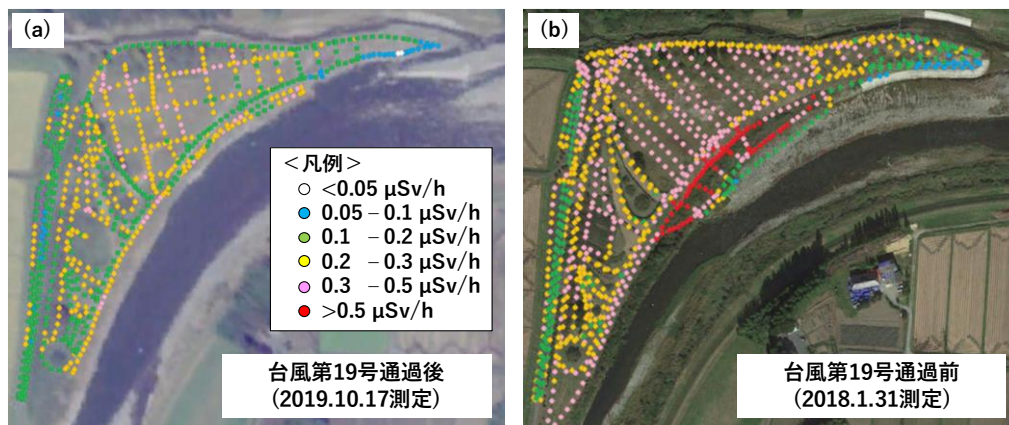 (a)
(b)
＜凡例＞
<0.05 µSv/h
0.05－0.1 µSv/h
0.1 －0.2 µSv/h
0.2 －0.3 µSv/h
0.3 －0.5 µSv/h
>0.5 µSv/h
台風第19号通過後
(2019.10.17測定)
台風第19号通過前
(2018.1.31測定)